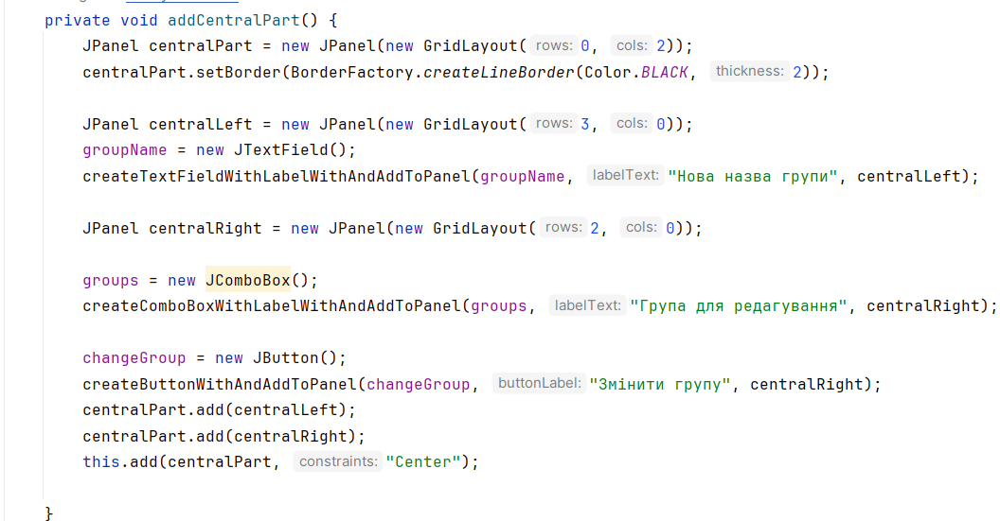 private void addCentralPart() {
JPanel centralPart = new JPanel(new GridLayout( rows: 0, cols: 2));
centralPart.setBorder(BorderFactory.createLineBorder(Color.BLACK, thickness: 2));
JPanel centralLeft = new JPanel(new GridLayout( rows: 3, cols: 0));
groupName = new JTextField();
createTextFieldWithLabelWithAndAddToPanel(groupName, labelText: "Нова назва групи", centralLeft);
JPanel centralRight = new JPanel(new GridLayout( rows: 2, cols: 0));
groups = new JComboBox();
createComboBoxWithLabelWithAndAddToPanel(groups, labelText: "Група для редагування", centralRight);
changeGroup = new JButton();
createButtonWithAndAddToPanel(changeGroup, buttonLabel: "Змінити групу", centralRight);
centralPart.add(centralLeft);
centralPart.add(centralRight);
this.add(centralPart, constraints: "Center");
}